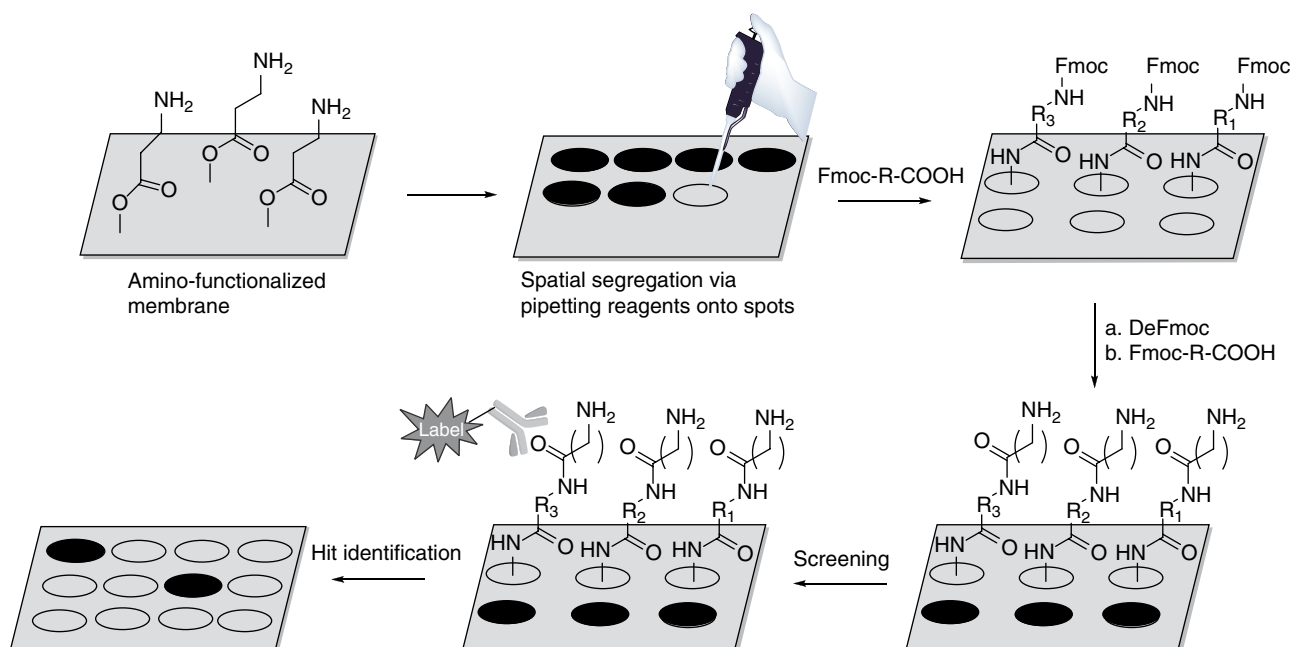 NH2
NH2
NH2
O
O
O
O
O
O
Amino-functionalized
membrane
Spatial segregation via
pipetting reagents onto spots
Fmoc-R-COOH
Fmoc
Fmoc
Fmoc
NH
NH
NH
R3
R2
R1
HN
O
HN
O
HN
O
a. DeFmoc
b. Fmoc-R-COOH
NH2
NH2
NH2
O
O
O
NH
NH
NH
R3
R2
R1
HN
O
HN
O
HN
O
Screening
Label
NH2
NH2
NH2
O
O
O
NH
NH
NH
R3
R2
R1
HN
O
HN
O
HN
O
Hit identification